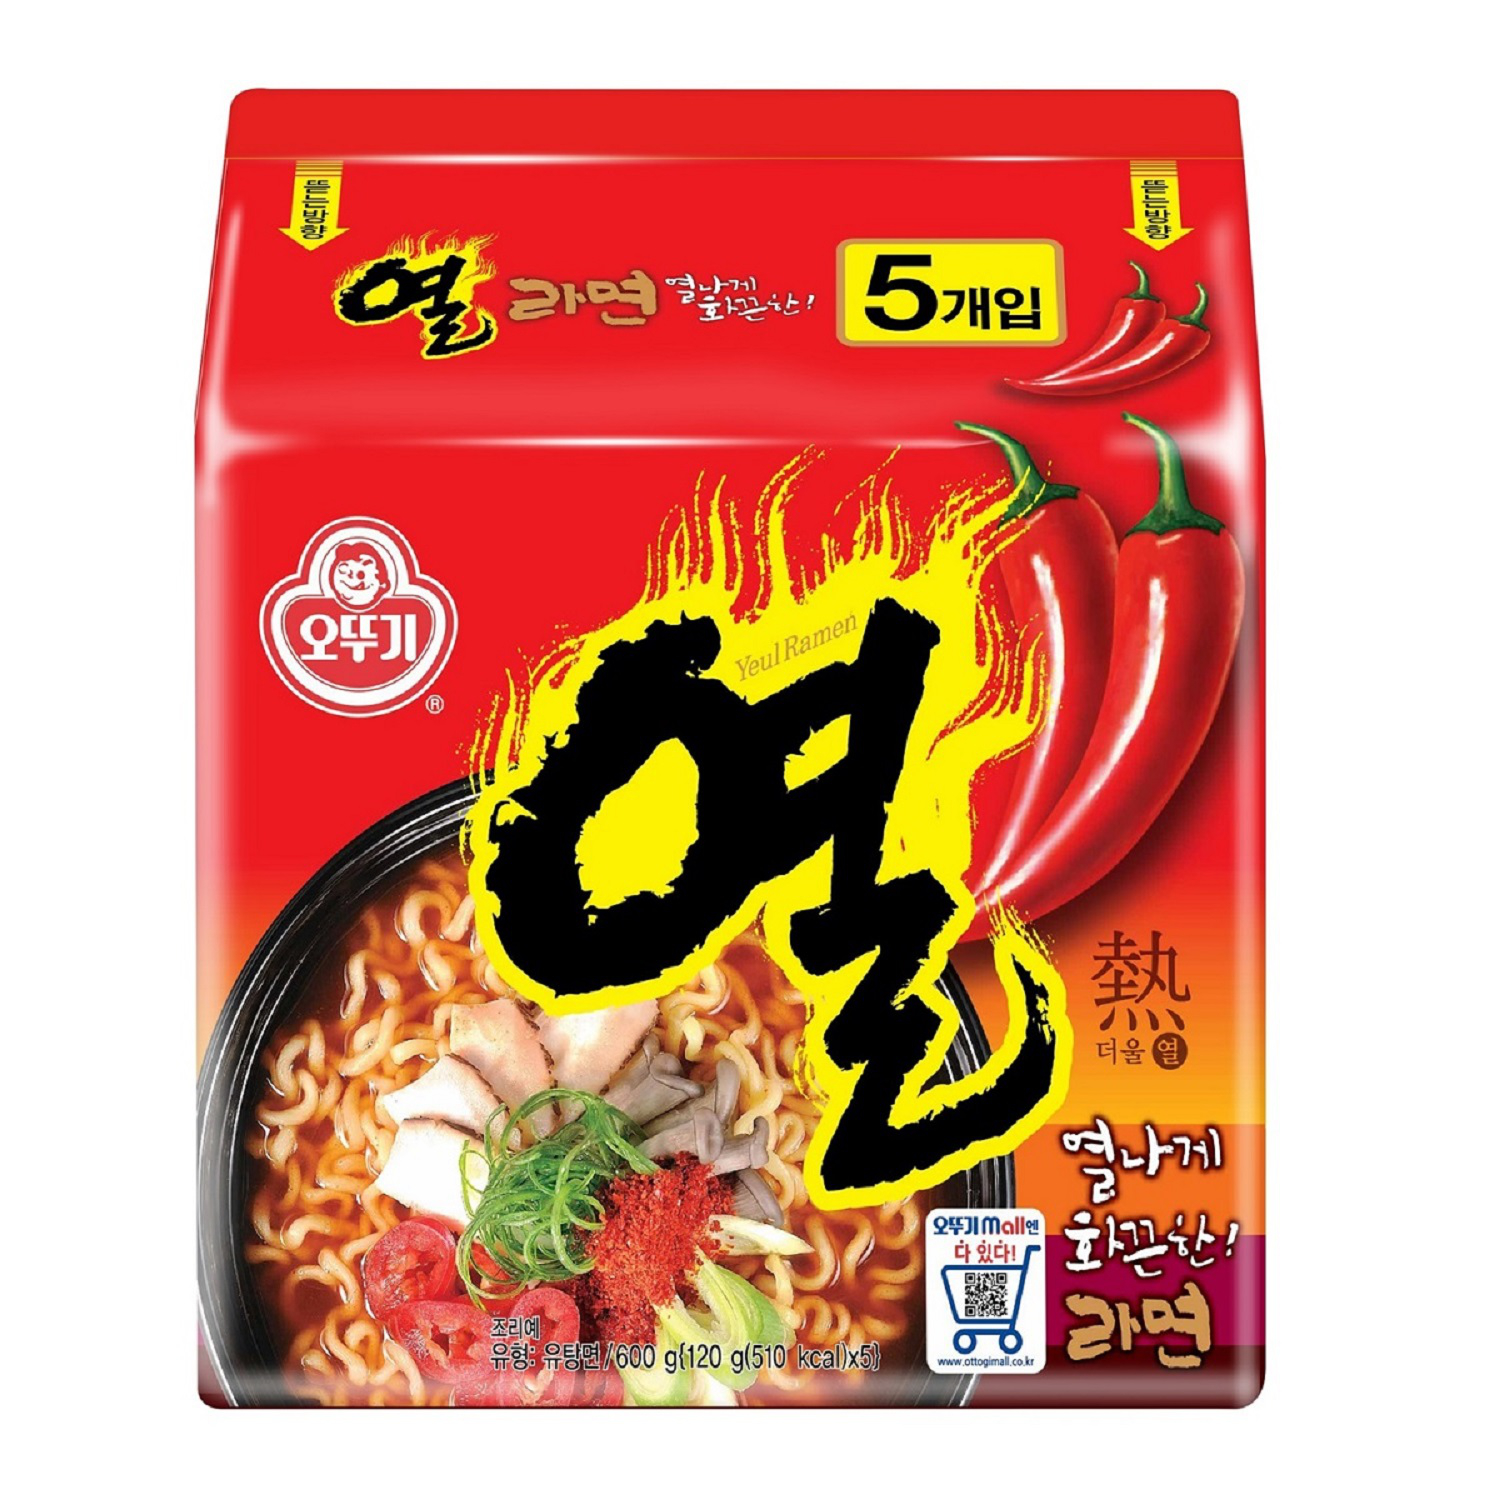 뜯는방향
뜯는방향
열 라면 열나게 화끈한!
5개입
오뚜기
®
Yeul Ramen
열
熱
더울 열
열나게
화끈한!
라면
오뚜기mall엔
다 있다!
www.ottogimall.co.kr
조리예
유형: 유탕면/600 g{120 g(510 kcal)x5}